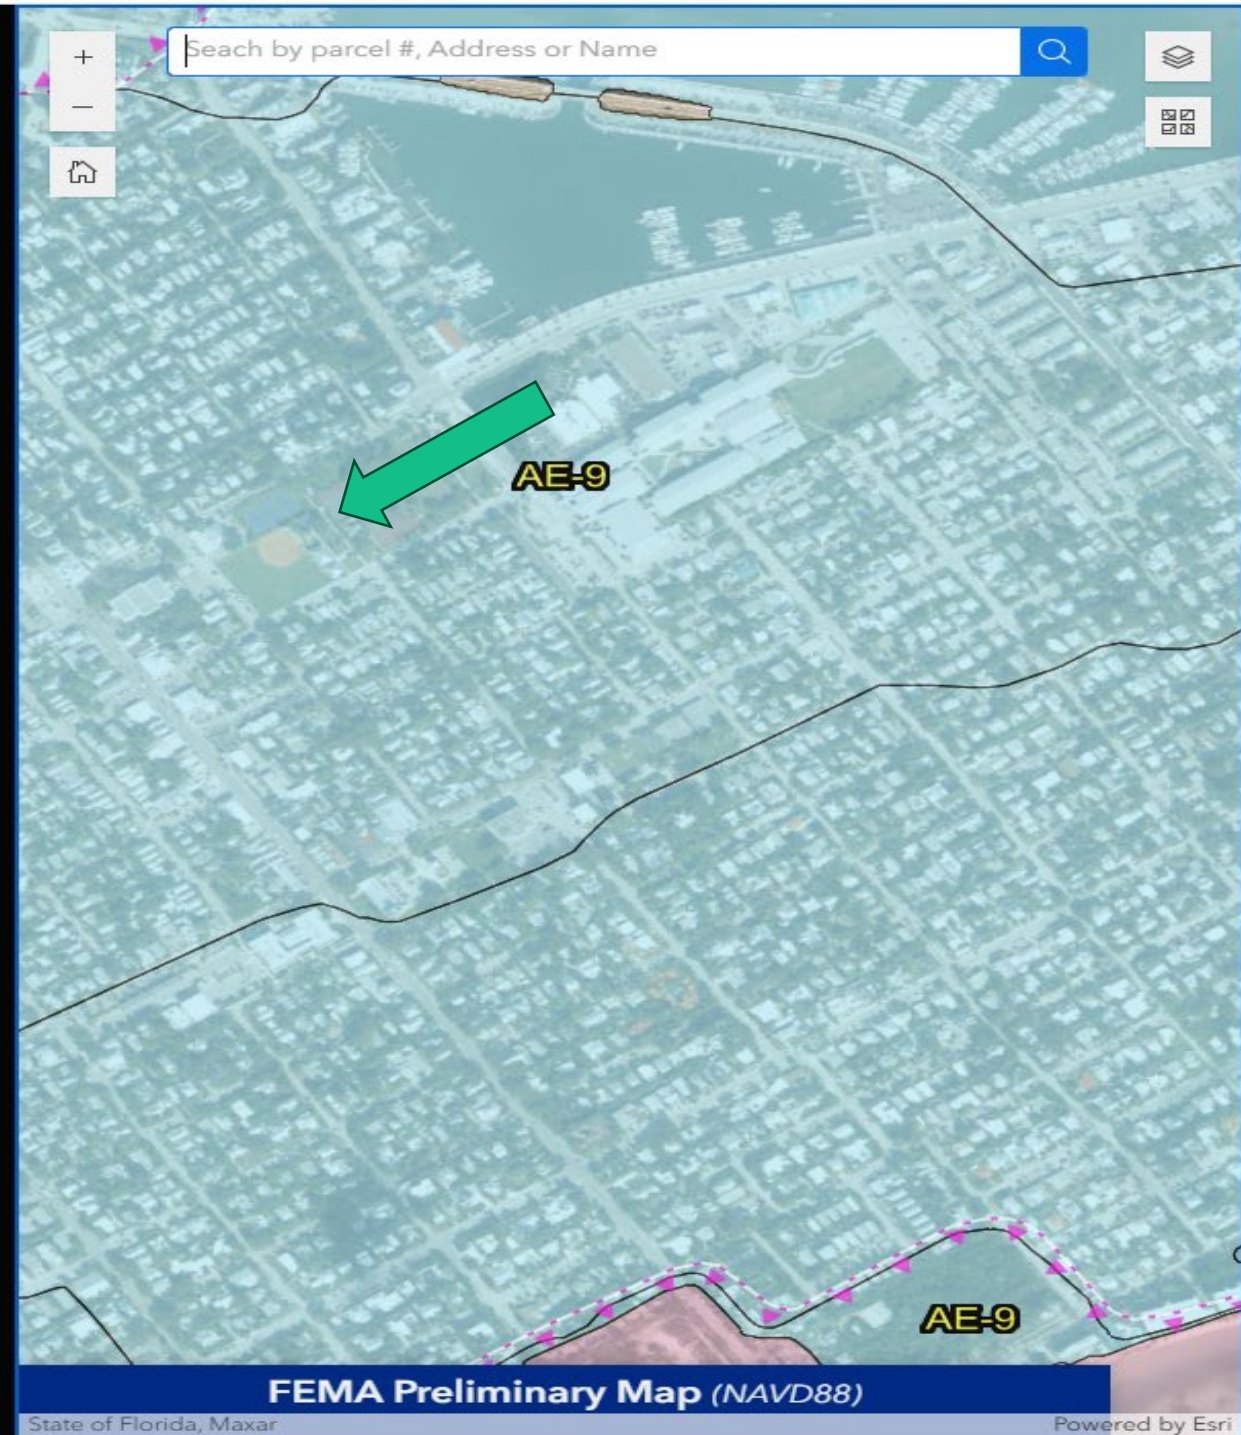 +
Seach by parcel #, Address or Name
−
AE-9
AE-9
FEMA Preliminary Map (NAVD88)
State of Florida, Maxar
Powered by Esri